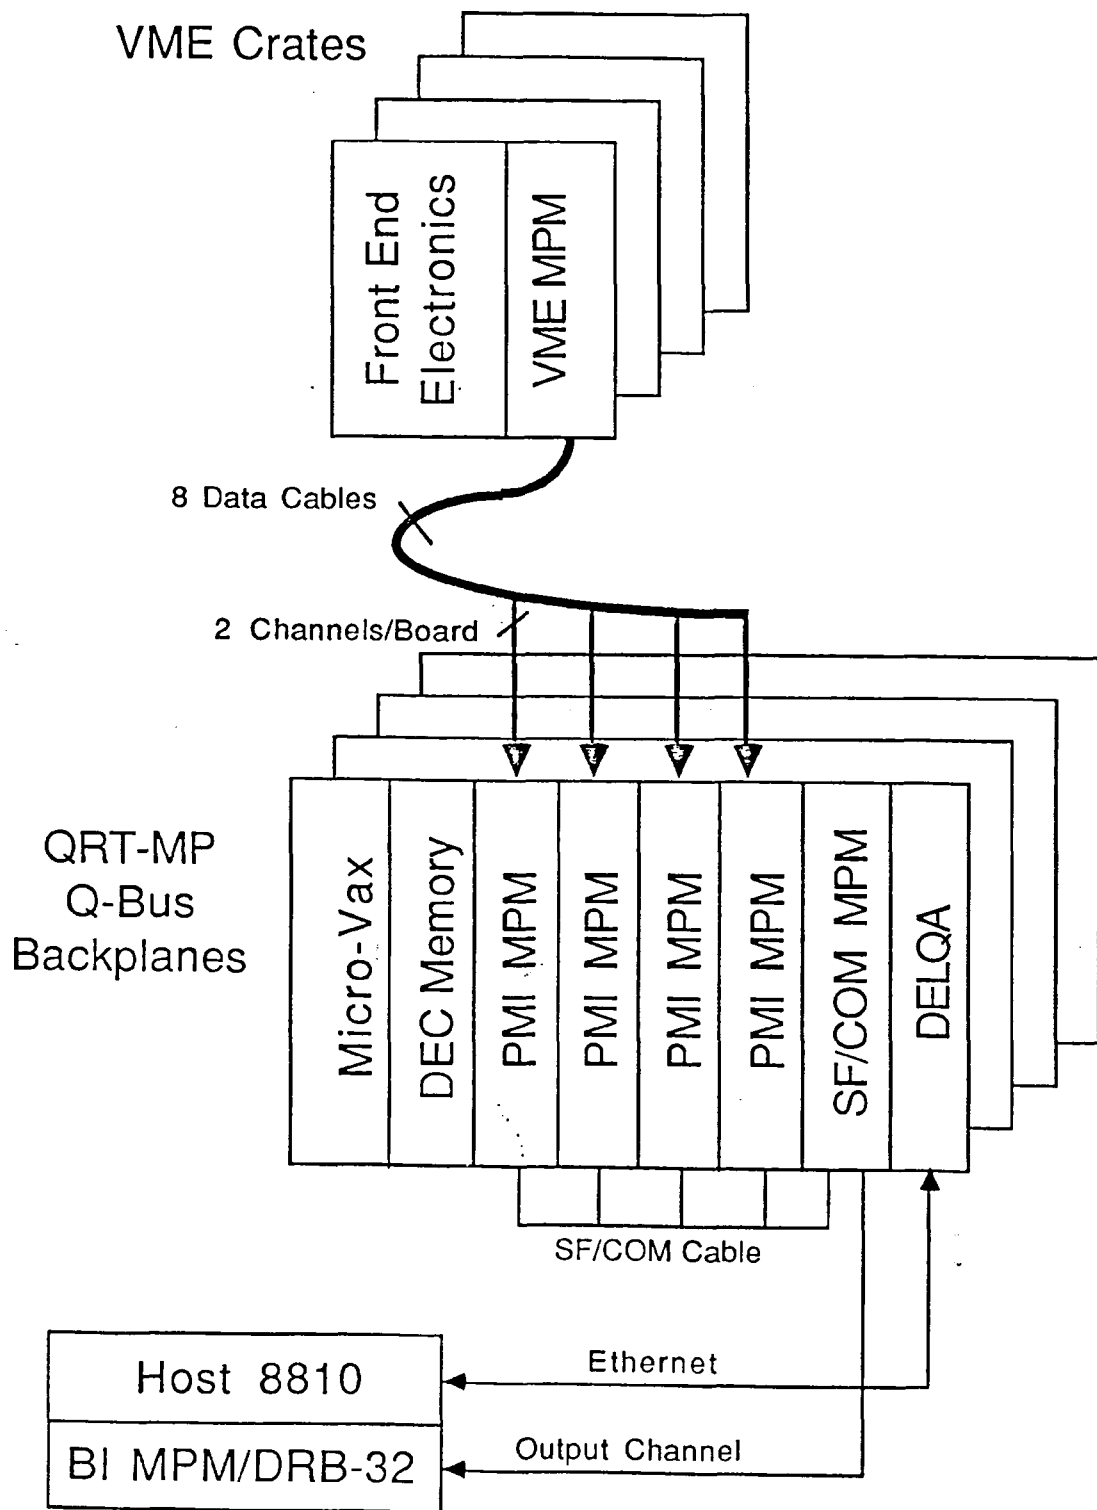 VME Crates
Front End
Electronics
VME MPM
8 Data Cables
2 Channels/Board
QRT-MP
Q-Bus
Backplanes
Micro-Vax
DEC Memory
PMI MPM
PMI MPM
PMI MPM
PMI MPM
SF/COM MPM
DELQA
SF/COM Cable
Host 8810
Ethernet
BI MPM/DRB-32
Output Channel